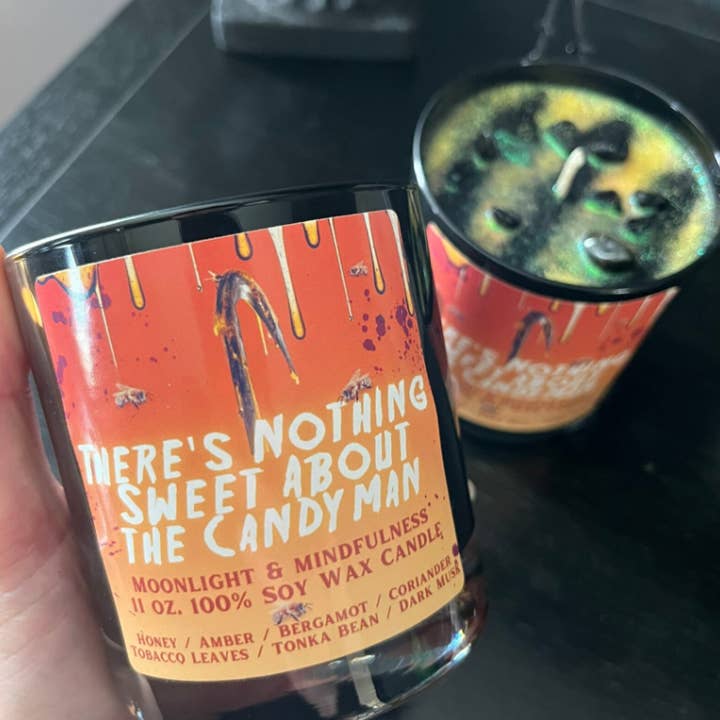 THERE'S NOTHING
SWEET ABOUT
THE CANDYMAN
MOONLIGHT & MINDFULNESS
11 OZ. 100% SOY WAX CANDLE
HONEY / AMBER / BERGAMOT / CORIANDER
TOBACCO LEAVES / TONKA BEAN / DARK MUSK
NOTHING